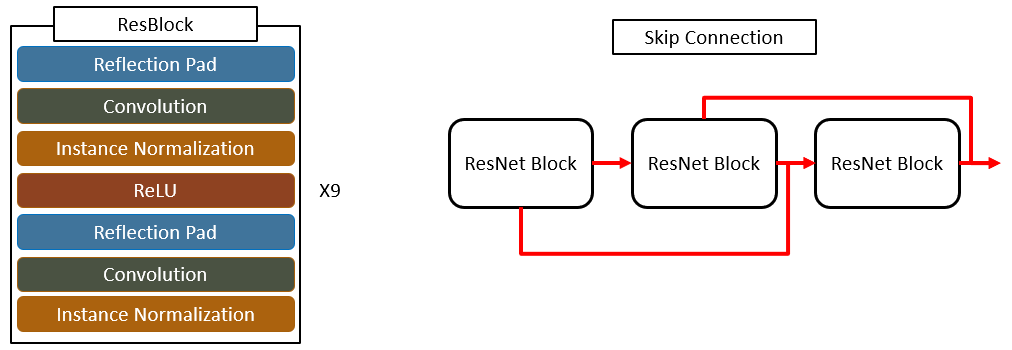 ResBlock
Reflection Pad
Convolution
Instance Normalization
ReLU
Reflection Pad
Convolution
Instance Normalization
X9
Skip Connection
ResNet Block
ResNet Block
ResNet Block